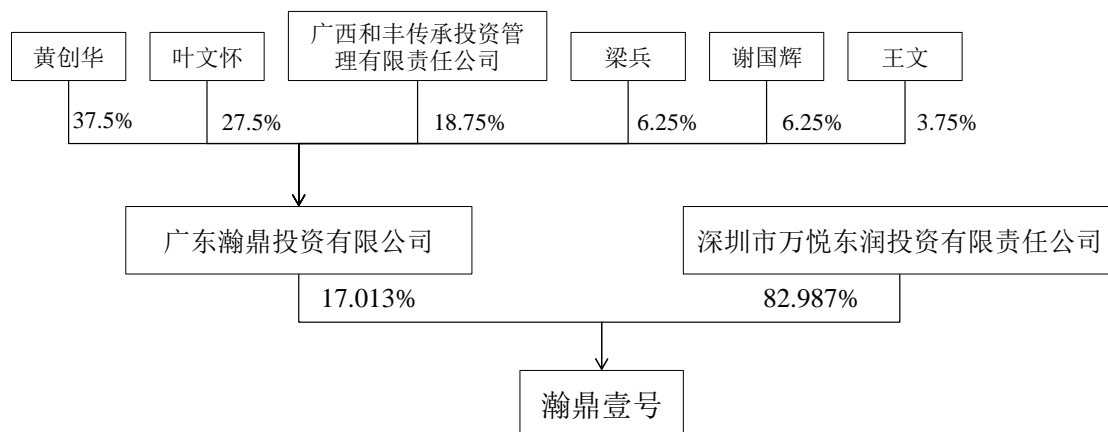 黄创华
叶文怀
广西和丰传承投资管
理有限责任公司
梁兵
谢国辉
王文
37.5%
27.5%
18.75%
6.25%
6.25%
3.75%
广东瀚鼎投资有限公司
深圳市万悦东润投资有限责任公司
17.013%
82.987%
瀚鼎壹号